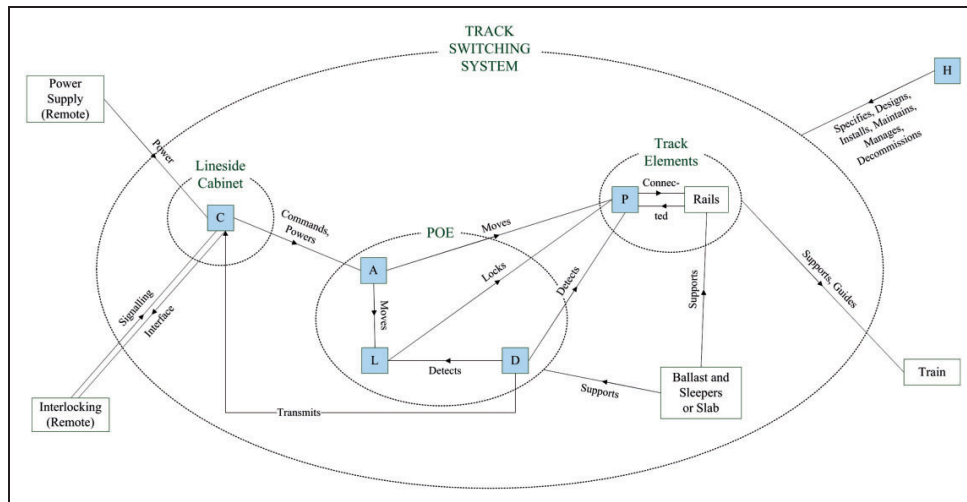 TRACK
SWITCHING
SYSTEM
Power
Supply
(Remote)
H
Specifies, Designs,
Installs, Maintains,
Manages,
Decommissions
Power
Lineside
Cabinet
Track
Elements
C
Commands,
Powers
POE
Moves
P
Connec-
ted
Rails
A
Locks
Detects
Supports
Supports, Guides
Signalling
Interface
Moves
L
Detects
D
Supports
Ballast and
Sleepers
or Slab
Train
Interlocking
(Remote)
Transmits